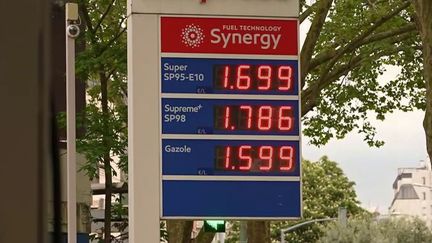 FUEL TECHNOLOGY
Synergy
Super
SP95-E10
1.699
€/L
Supreme+
SP98
1.786
€/L
Gazole
1.599
€/L